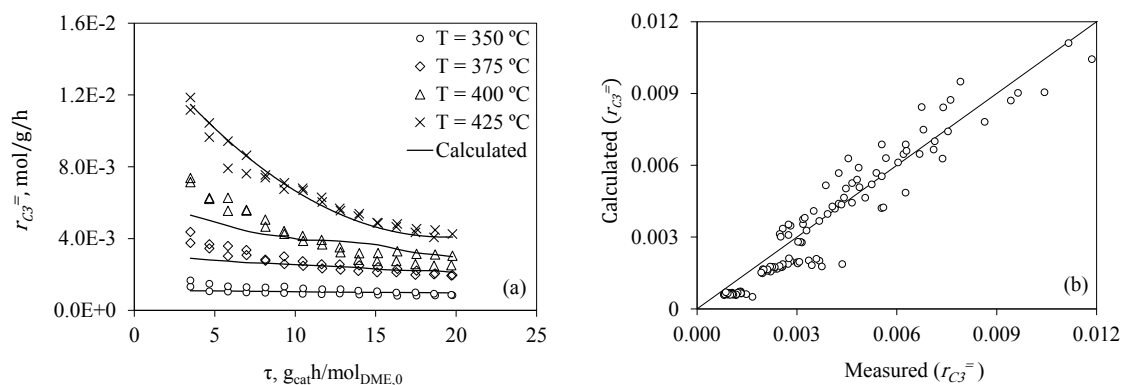 1.6E-2
1.2E-2
8.0E-3
4.0E-3
0.0E+0
r_C3^=, mol/g/h
T = 350 ºC
T = 375 ºC
T = 400 ºC
T = 425 ºC
Calculated
(a)
0 5 10 15 20 25
τ, g_cat h/mol_DME,0
0.012
0.009
0.006
0.003
0
Calculated (r_C3^=)
(b)
0.000 0.003 0.006 0.009 0.012
Measured (r_C3^=)